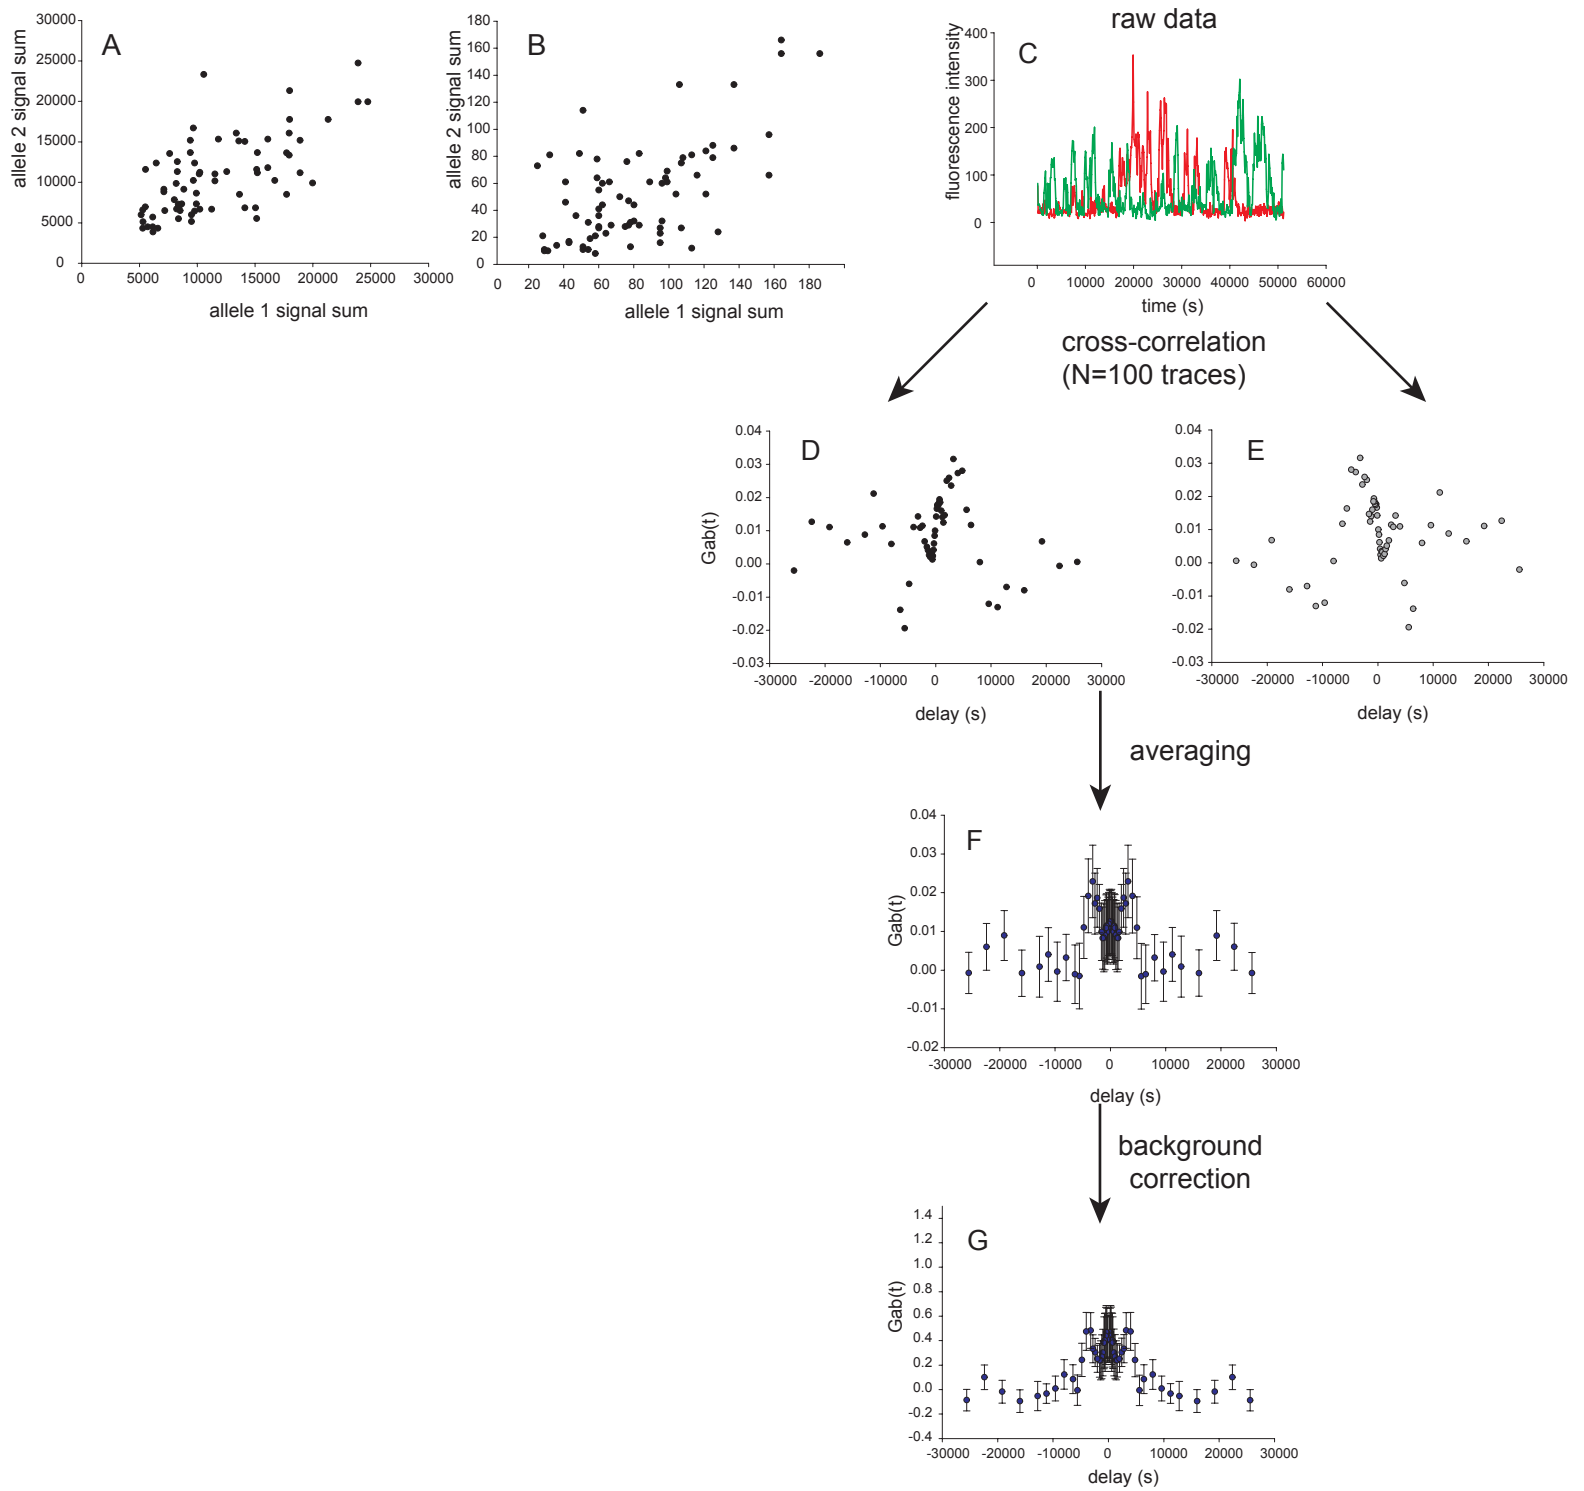 A
allele 2 signal sum
30000
25000
20000
15000
10000
5000
0
0 5000 10000 15000 20000 25000 30000
allele 1 signal sum
B
allele 2 signal sum
180
160
140
120
100
80
60
40
20
0
0 20 40 60 80 100 120 140 160 180
allele 1 signal sum
raw data
C
fluorescence intensity
400
300
200
100
0
0 10000 20000 30000 40000 50000 60000
time (s)
cross-correlation
(N=100 traces)
D
Gab(t)
0.04
0.03
0.02
0.01
0.00
-0.01
-0.02
-0.03
-30000 -20000 -10000 0 10000 20000 30000
delay (s)
E
0.04
0.03
0.02
0.01
0.00
-0.01
-0.02
-0.03
-30000 -20000 -10000 0 10000 20000 30000
delay (s)
averaging
F
Gab(t)
0.04
0.03
0.02
0.01
0.00
-0.01
-0.02
-30000 -20000 -10000 0 10000 20000 30000
delay (s)
background
correction
G
Gab(t)
1.4
1.2
1.0
0.8
0.6
0.4
0.2
0.0
-0.2
-0.4
-30000 -20000 -10000 0 10000 20000 30000
delay (s)